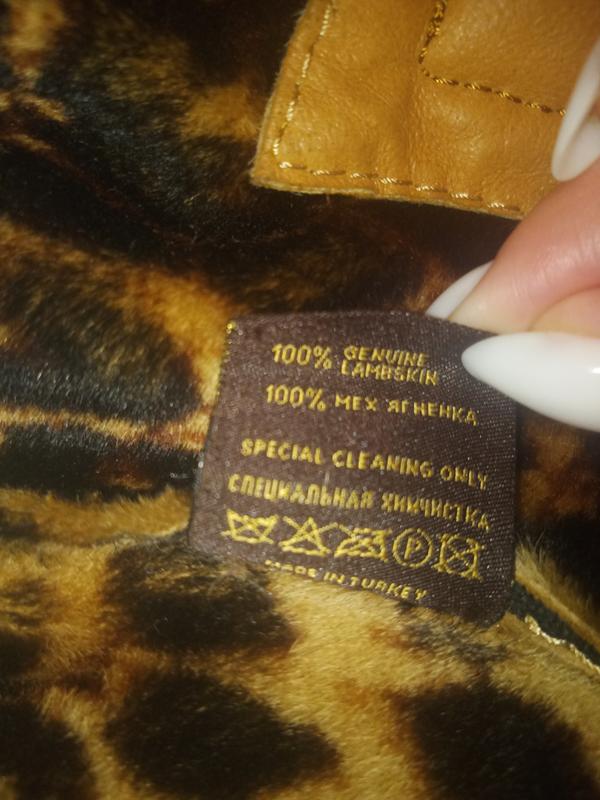 100% GENUINE
LAMBSKIN
100% МЕХ ЯГНЕНКА
SPECIAL CLEANING ONLY
СПЕЦИАЛЬНАЯ ХИМЧИСТКА
P
MADE IN TURKEY